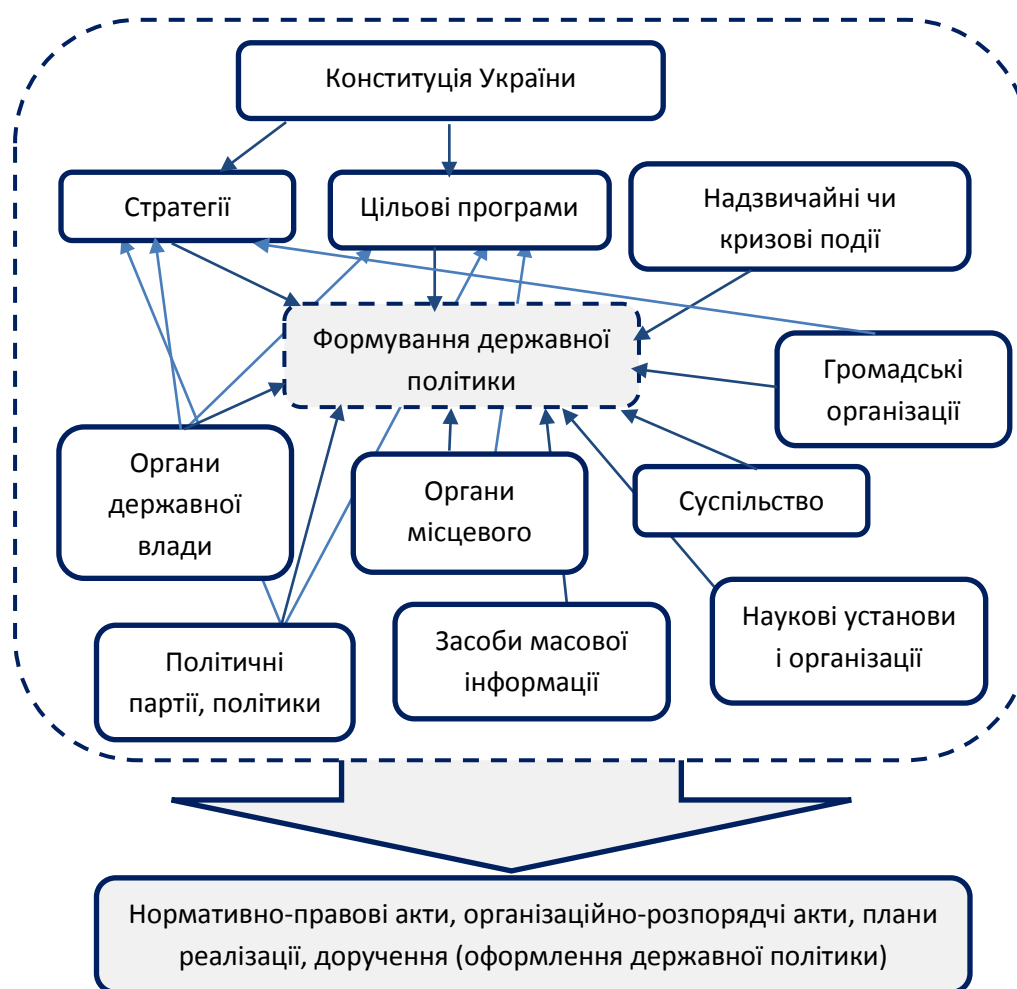 Конституція України
Стратегії
Цільові програми
Надзвичайні чи
кризові події
Формування державної
політики
Громадські
організації
Органи
державної
влади
Органи
місцевого
Суспільство
Політичні
партії, політики
Засоби масової
інформації
Наукові установи
і організації
Нормативно-правові акти, організаційно-розпорядчі акти, плани
реалізації, доручення (оформлення державної політики)